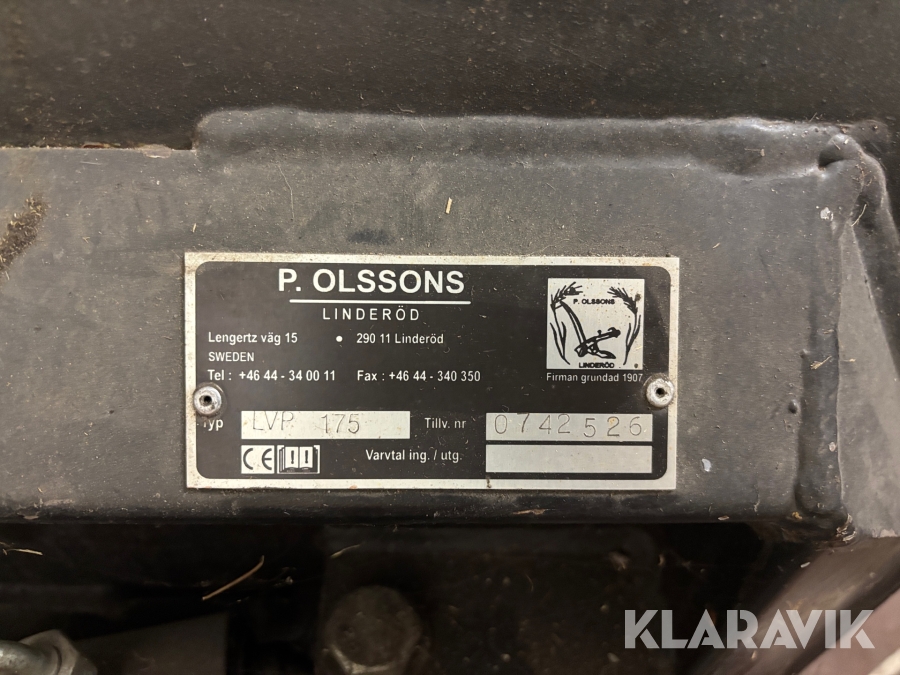 P. OLSSONS
LINDERÖD
Lengertz väg 15 • 290 11 Linderöd
SWEDEN
Tel : +46 44 - 34 00 11 Fax : +46 44 - 340 350
P. OLSSONS
LINDERÖD
Firman grundad 1907
Typ LVP 175 Tillv. nr 0742526
CE
Varvtal ing. / utg.
KLARAVIK